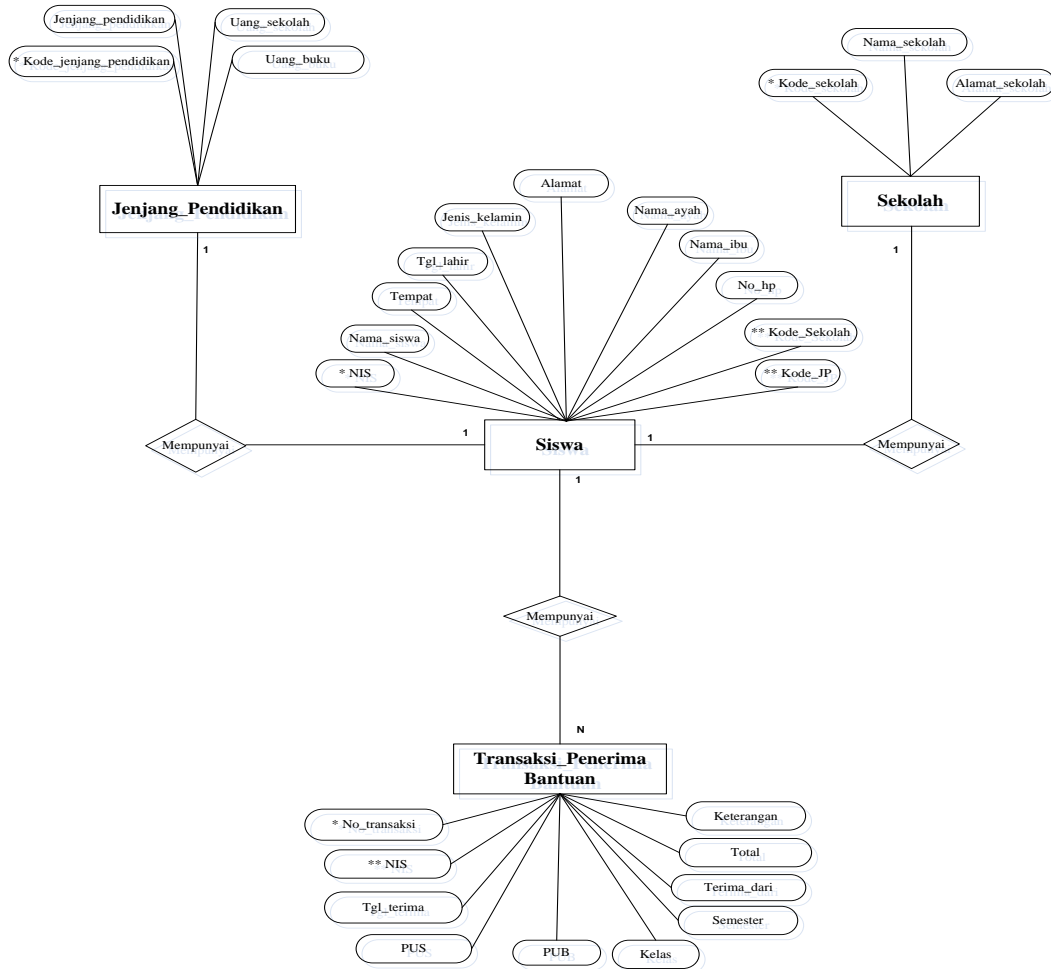 Jenjang_pendidikan
Uang_sekolah
* Kode_jenjang_pendidikan
Uang_buku
Nama_sekolah
* Kode_sekolah
Alamat_sekolah
Jenjang_Pendidikan
Sekolah
1
1
Alamat
Jenis_kelamin
Nama_ayah
Tgl_lahir
Nama_ibu
Tempat
No_hp
Nama_siswa
** Kode_Sekolah
* NIS
** Kode_JP
Mempunyai
1
Siswa
1
Mempunyai
1
Mempunyai
N
Transaksi_Penerima
Bantuan
* No_transaksi
Keterangan
** NIS
Total
Tgl_terima
Terima_dari
PUS
Semester
PUB
Kelas